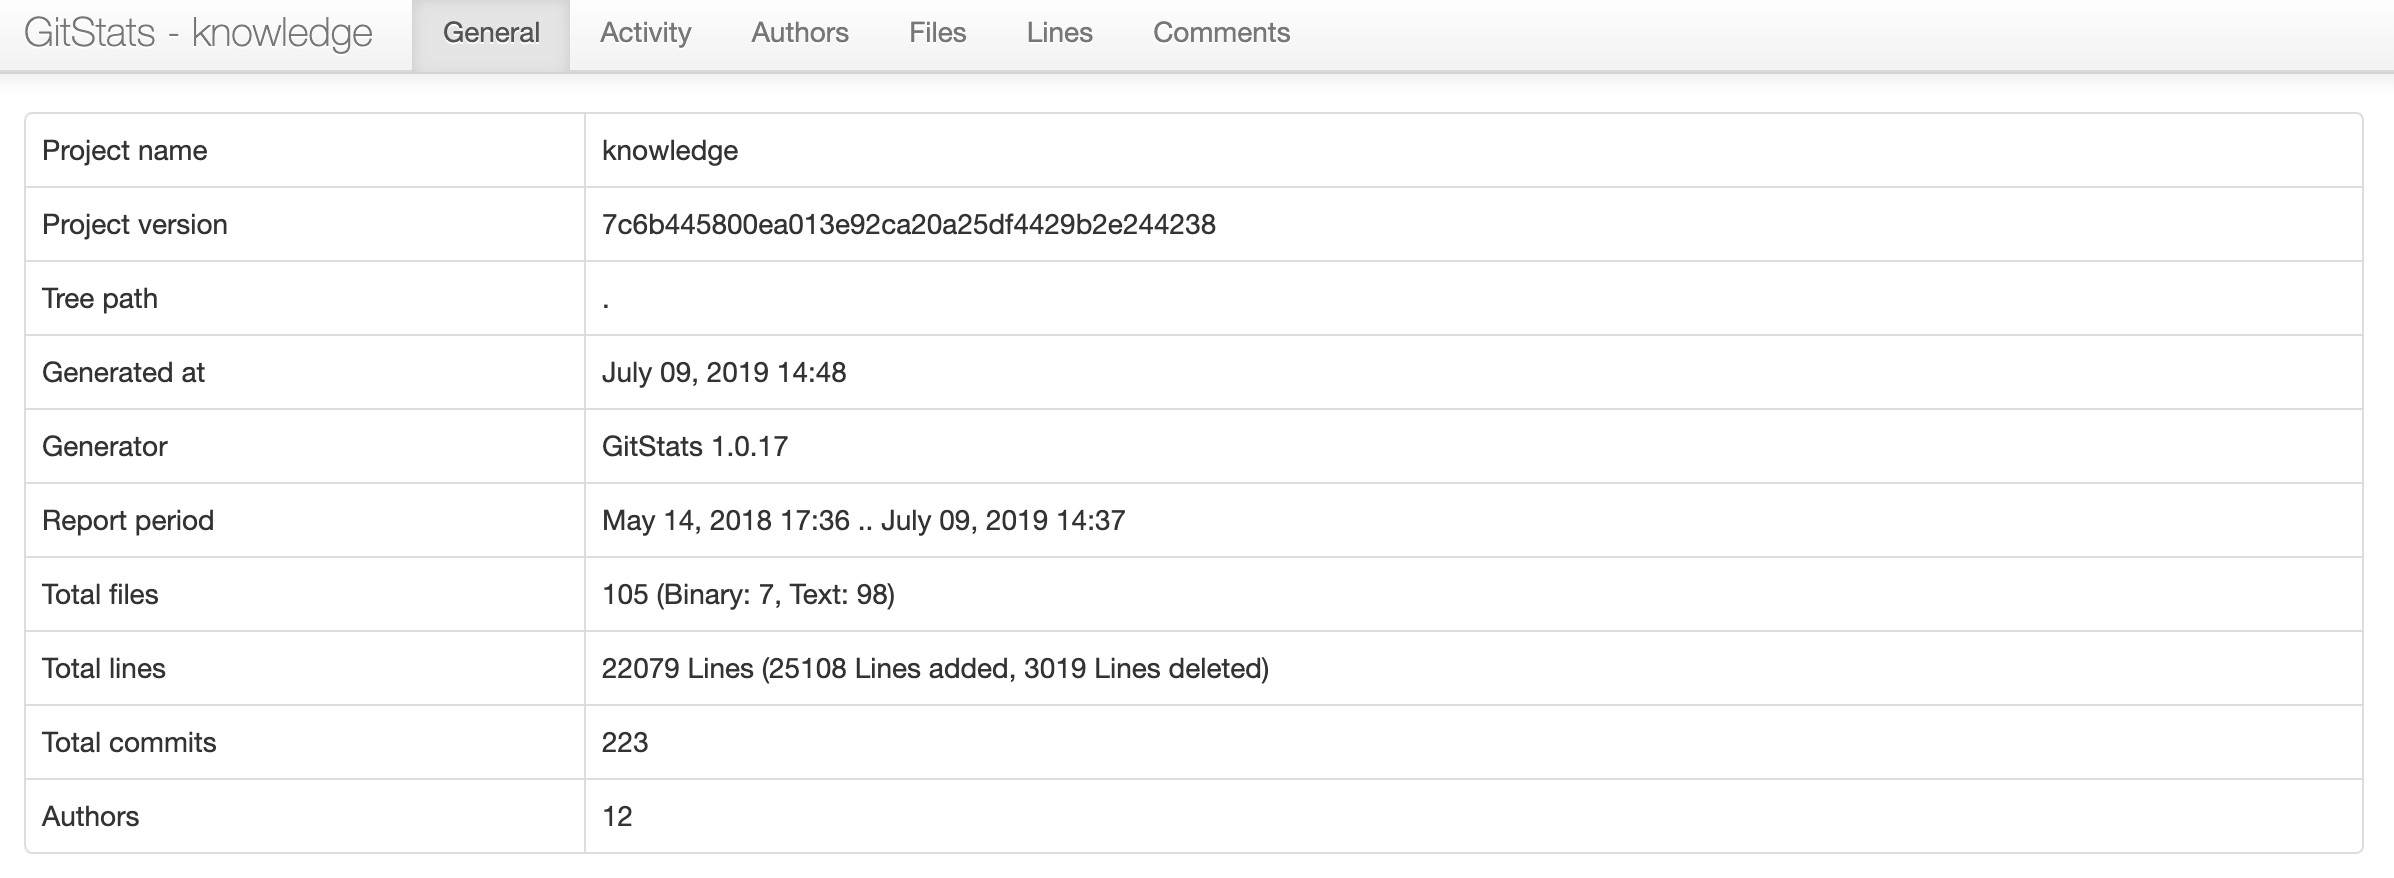 GitStats - knowledge General Activity Authors Files Lines Comments
Project name knowledge
Project version 7c6b445800ea013e92ca20a25df4429b2e244238
Tree path .
Generated at July 09, 2019 14:48
Generator GitStats 1.0.17
Report period May 14, 2018 17:36 .. July 09, 2019 14:37
Total files 105 (Binary: 7, Text: 98)
Total lines 22079 Lines (25108 Lines added, 3019 Lines deleted)
Total commits 223
Authors 12